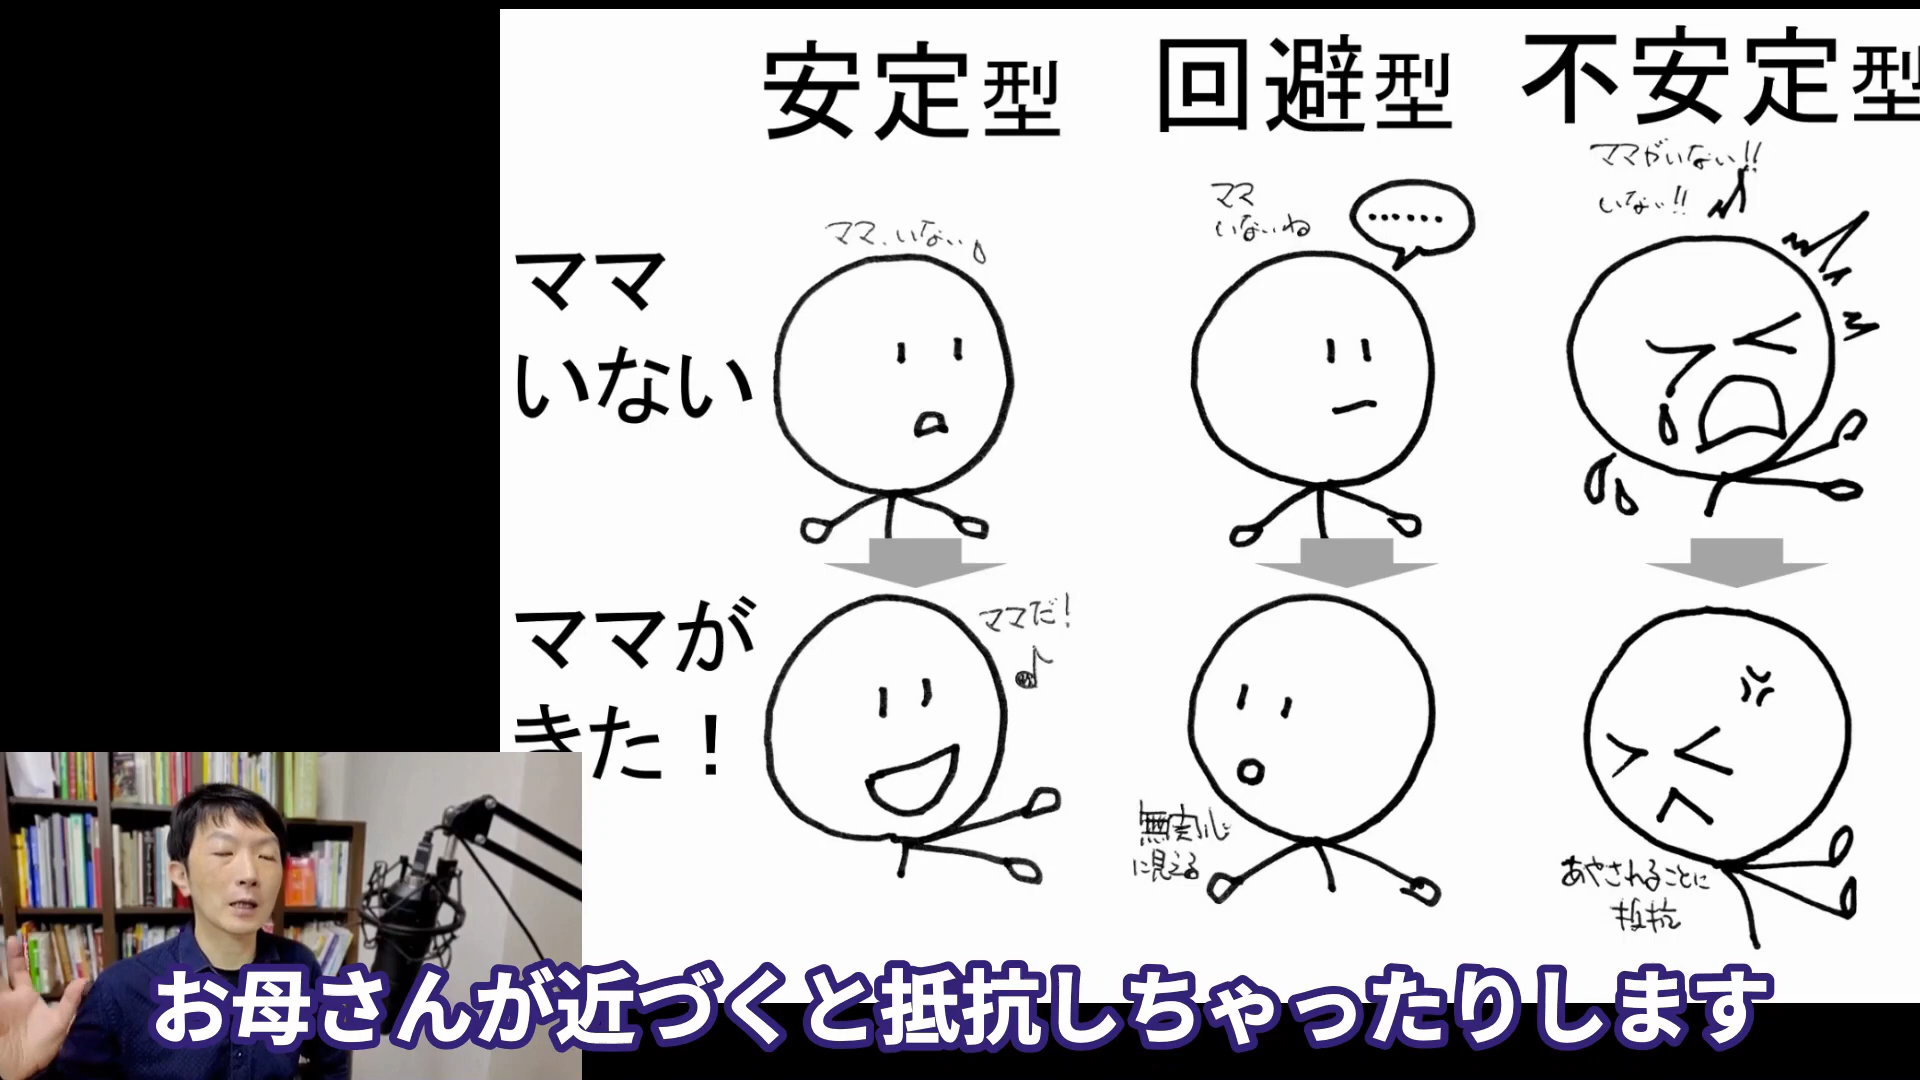 安定型
回避型
不安定型
ママがいない!!
いない!!
ママ
いないね
……
ママ、いない
ママ
いない
ママが
きた！
ママだ！
無関心
に見える
あやされることに
抵抗
お母さんが近づくと抵抗しちゃったりします